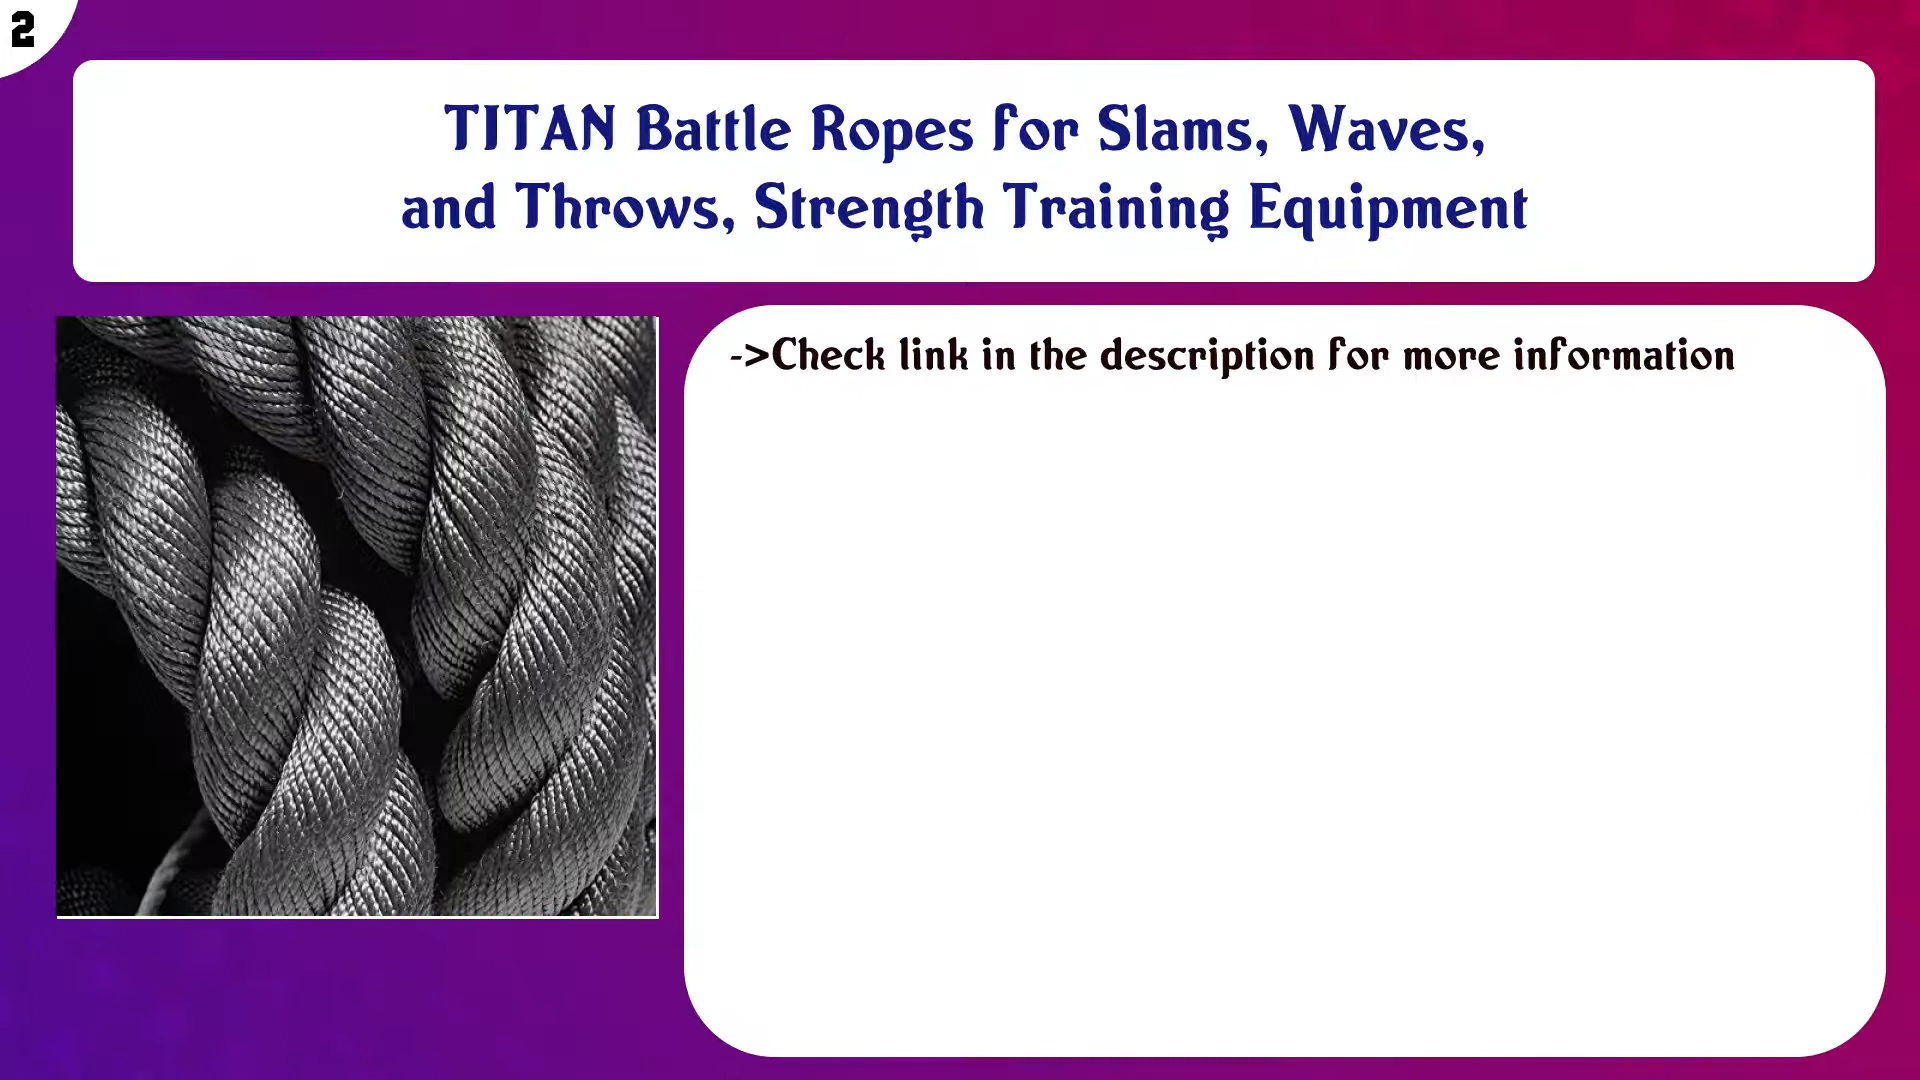 2
TITAN Battle Ropes for Slams, Waves,
and Throws, Strength Training Equipment
->Check link in the description for more information